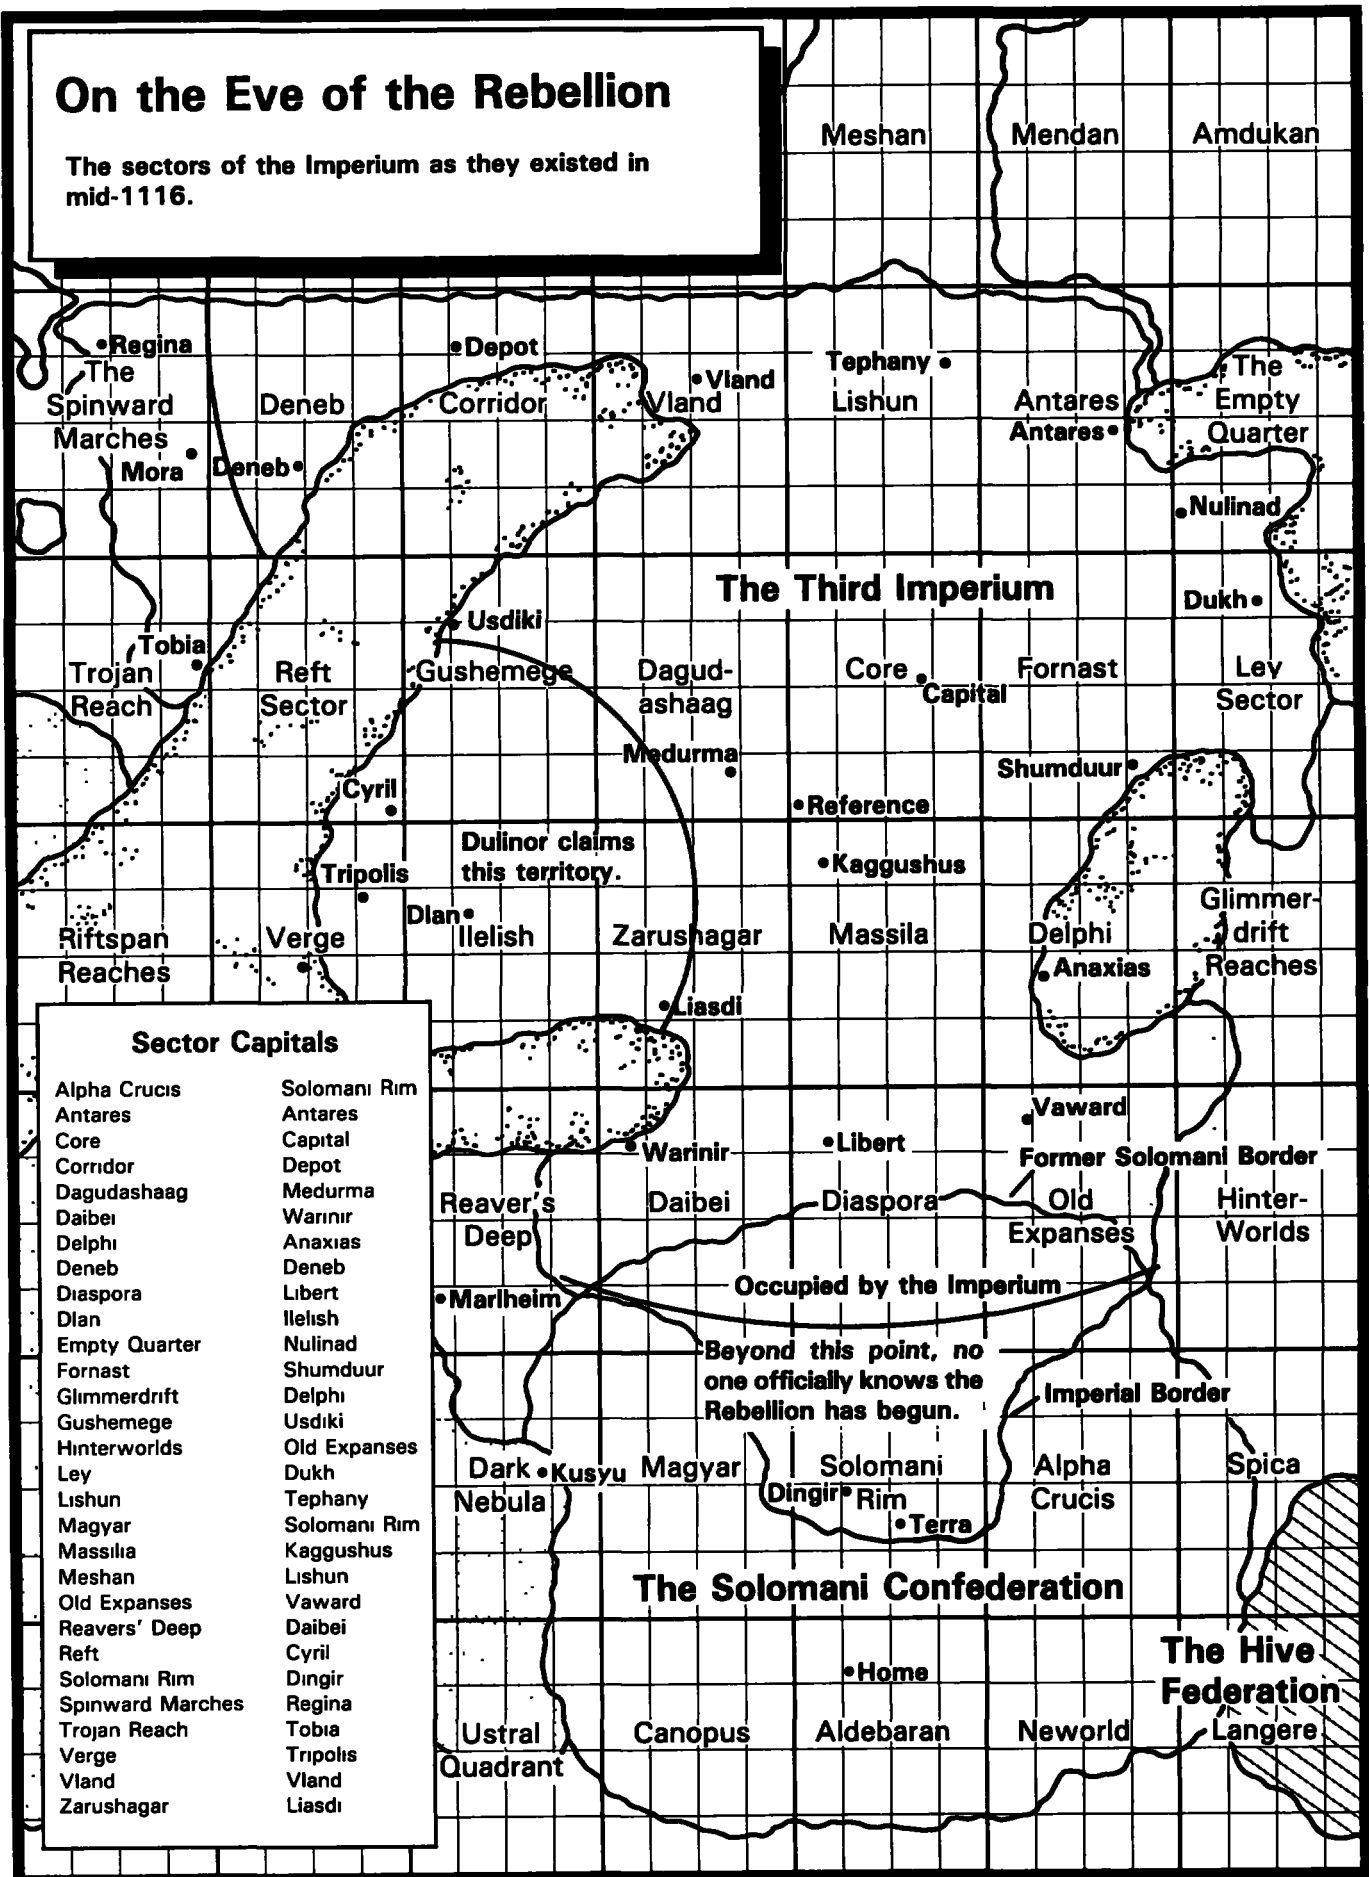 On the Eve of the Rebellion
The sectors of the Imperium as they existed in
mid-1116.
Meshan
Mendan
Amdukan
Regina
The
Spinward
Marches
Mora
Deneb
Deneb
Depot
Corridor
Vland
Vland
Tephany
Lishun
Antares
Antares
The
Empty
Quarter
Nulinad
The Third Imperium
Dukh
Usdiki
Tobia
Trojan
Reach
Reft
Sector
Gushemege
Dagud-
ashaag
Core
Capital
Fornast
Ley
Sector
Medurma
Shumduur
Cyril
Reference
Dulinor claims
this territory.
Kaggushus
Tripolis
Dlan
Riftspan
Reaches
Verge
Ilelish
Zarushagar
Massila
Delphi
Glimmer-
drift
Reaches
Anaxias
Liasdi
Vaward
Warinir
Libert
Former Solomani Border
Reaver's
Deep
Daibei
Diaspora
Old
Expanses
Hinter-
Worlds
Occupied by the Imperium
Marlheim
Beyond this point, no
one officially knows the
Rebellion has begun.
Imperial Border
Dark
Nebula
Kusyu
Magyar
Solomani
Rim
Dingir
Terra
Alpha
Crucis
Spica
The Solomani Confederation
The Hive
Federation
Home
Ustral
Quadrant
Canopus
Aldebaran
Neworld
Langere
Sector Capitals
Alpha Crucis Solomani Rim
Antares Antares
Core Capital
Corridor Depot
Dagudashaag Medurma
Daibei Warinir
Delphi Anaxias
Deneb Deneb
Diaspora Libert
Dlan Ilelish
Empty Quarter Nulinad
Fornast Shumduur
Glimmerdrift Delphi
Gushemege Usdiki
Hinterworlds Old Expanses
Ley Dukh
Lishun Tephany
Magyar Solomani Rim
Massilia Kaggushus
Meshan Lishun
Old Expanses Vaward
Reavers' Deep Daibei
Reft Cyril
Solomani Rim Dingir
Spinward Marches Regina
Trojan Reach Tobia
Verge Tripolis
Vland Vland
Zarushagar Liasdi